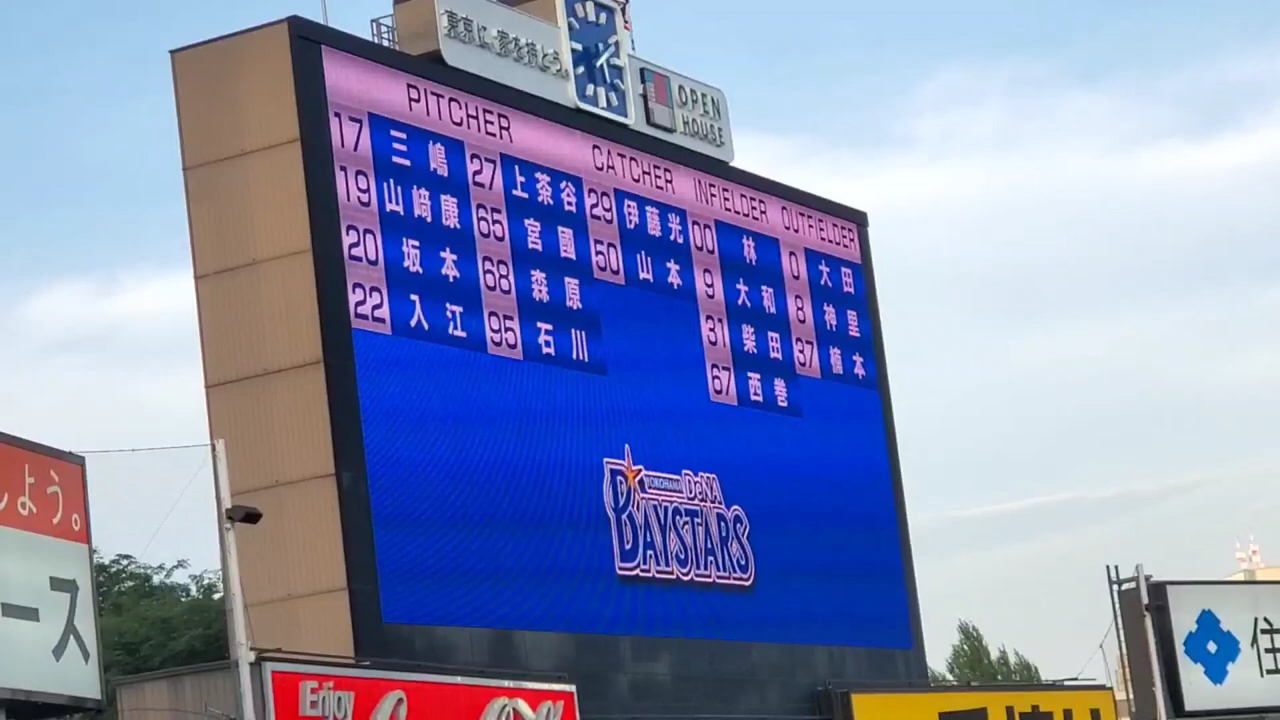 東京に、家を持とう。
OPEN
HOUSE
PITCHER
CATCHER
INFIELDER
OUTFIELDER
17 三嶋
19 山﨑康
20 坂本
22 入江
27 上茶谷
65 宮國
68 森原
95 石川
29 伊藤光
50 山本
00 林
9 大和
31 柴田
67 西巻
0 大田
8 神里
37 楠本
YOKOHAMA DeNA
BAYSTARS
しよう。
ース
Enjoy
住